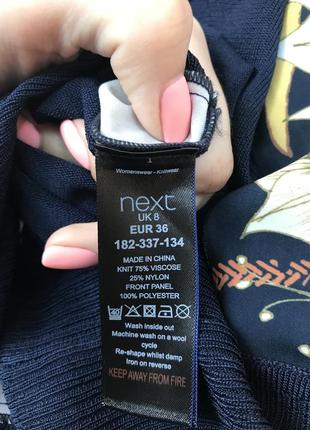 1
Womenswear - Knitwear
next
UK 8
EUR 36
182-337-134
MADE IN CHINA
KNIT 75% VISCOSE
25% NYLON
FRONT PANEL
100% POLYESTER
40
Wash inside out
Machine wash on a wool
cycle
Re-shape whilst damp
Iron on reverse
KEEP AWAY FROM FIRE